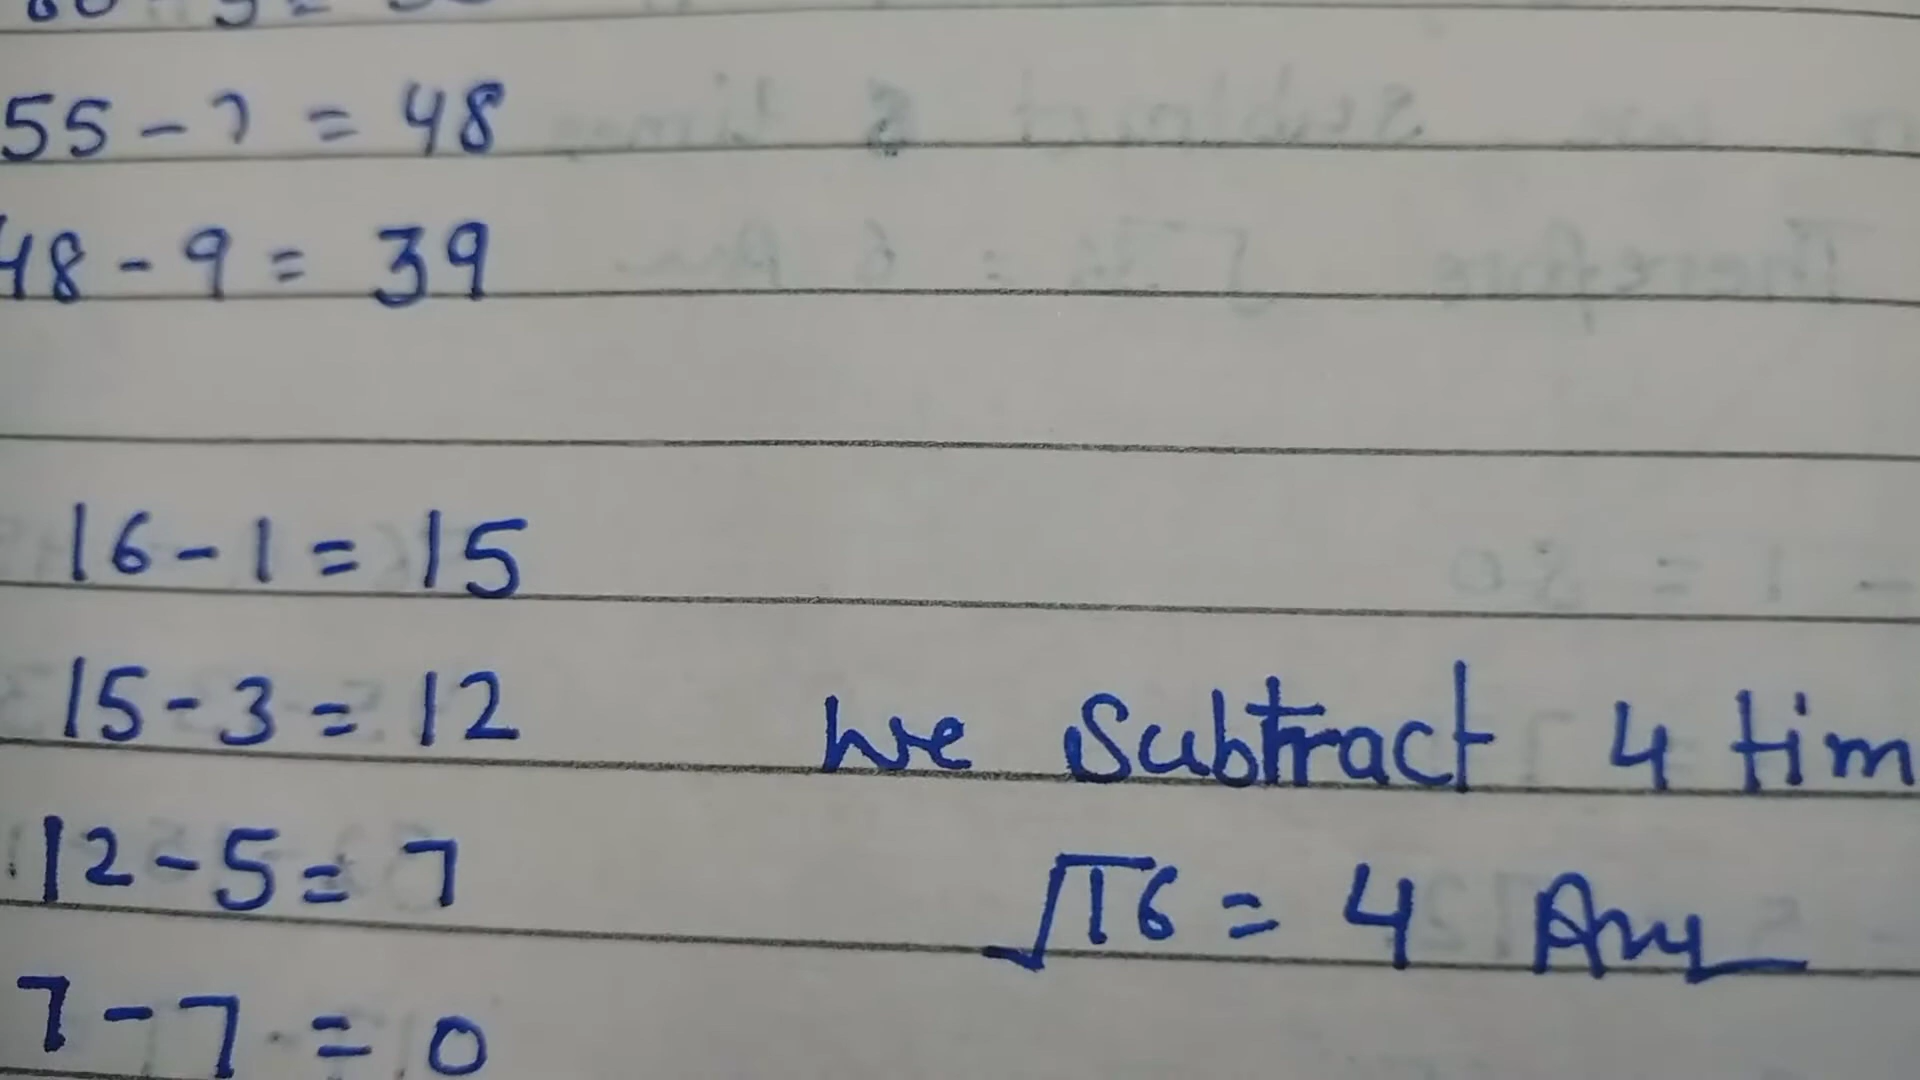 55 - 7 = 48
48 - 9 = 39
16 - 1 = 15
15 - 3 = 12
we Subtract 4 tim
12 - 5 = 7
√16 = 4 Ans
7 - 7 = 0